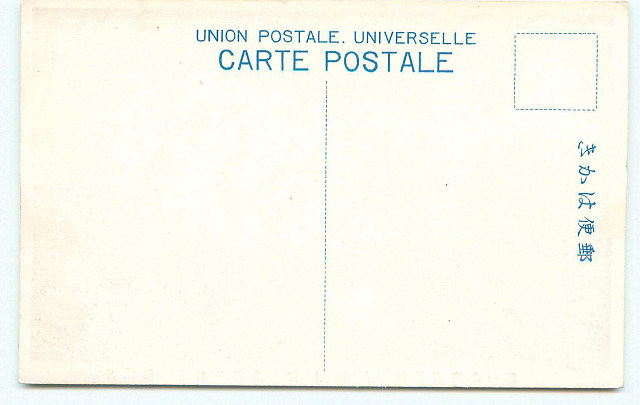 UNION POSTALE. UNIVERSELLE
CARTE POSTALE
郵便はかき